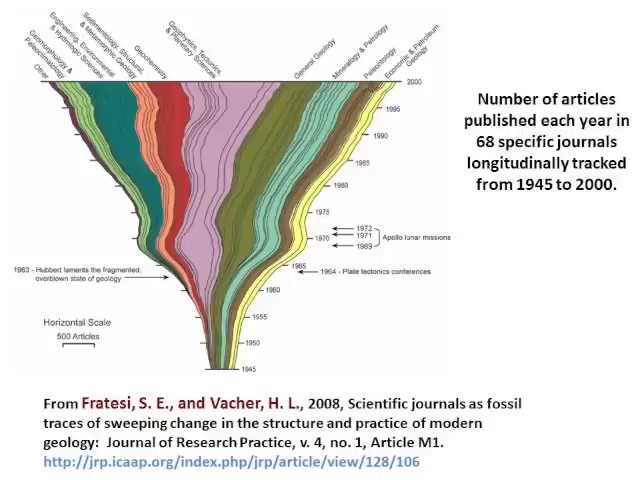 Other
Geomorphology &
Paleoclimatology
Engineering, Environmental
& Hydrologic Sciences
Sedimentology, Structural,
& Metamorphic Geology
Geochemistry
Geophysics, Tectonics,
& Planetary Sciences
General Geology
Mineralogy & Petrology
Paleontology
Economic & Petroleum
Geology
2000
1995
1990
1985
1980
1975
1970
1965
1960
1955
1950
1945
1972
1971
1969
Apollo lunar missions
1964 - Plate tectonics conferences
1963 - Hubbert laments the fragmented,
overblown state of geology
Horizontal Scale
500 Articles
Number of articles
published each year in
68 specific journals
longitudinally tracked
from 1945 to 2000.
From Fratesi, S. E., and Vacher, H. L., 2008, Scientific journals as fossil
traces of sweeping change in the structure and practice of modern
geology: Journal of Research Practice, v. 4, no. 1, Article M1.
http://jrp.icaap.org/index.php/jrp/article/view/128/106